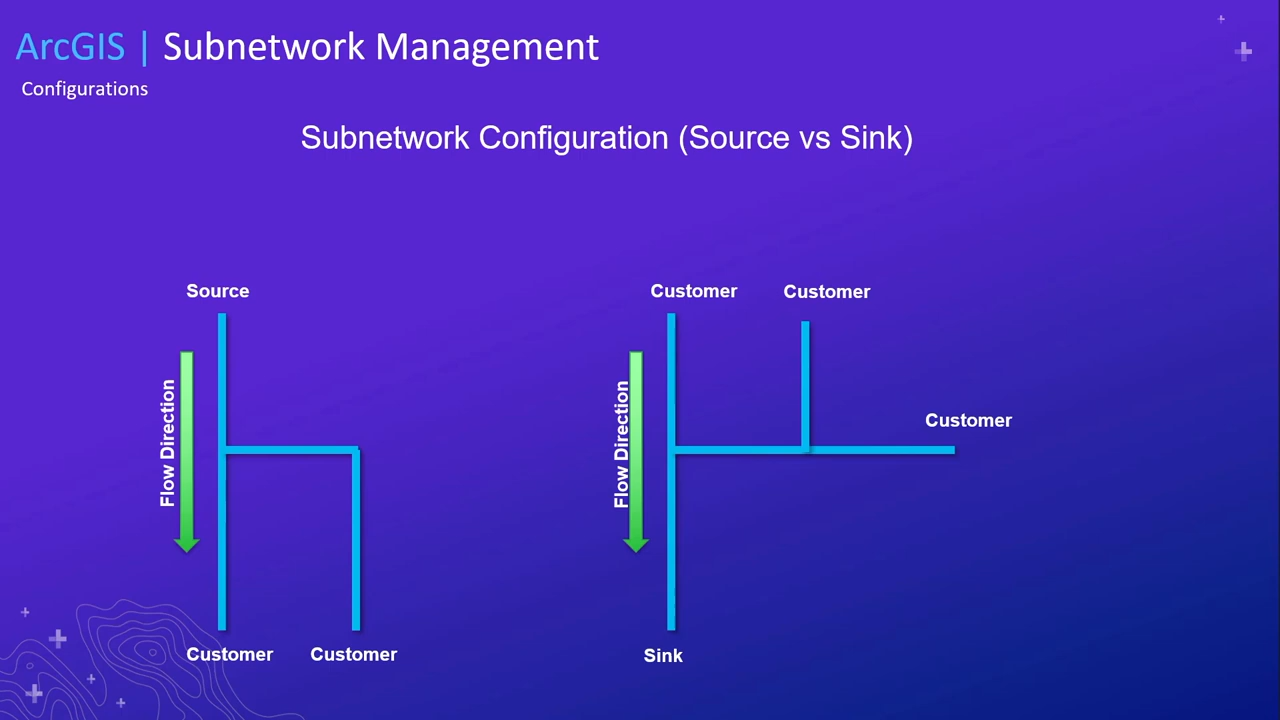 ArcGIS | Subnetwork Management
Configurations
Subnetwork Configuration (Source vs Sink)
Source
Flow Direction
Customer
Customer
Customer
Customer
Customer
Flow Direction
Sink